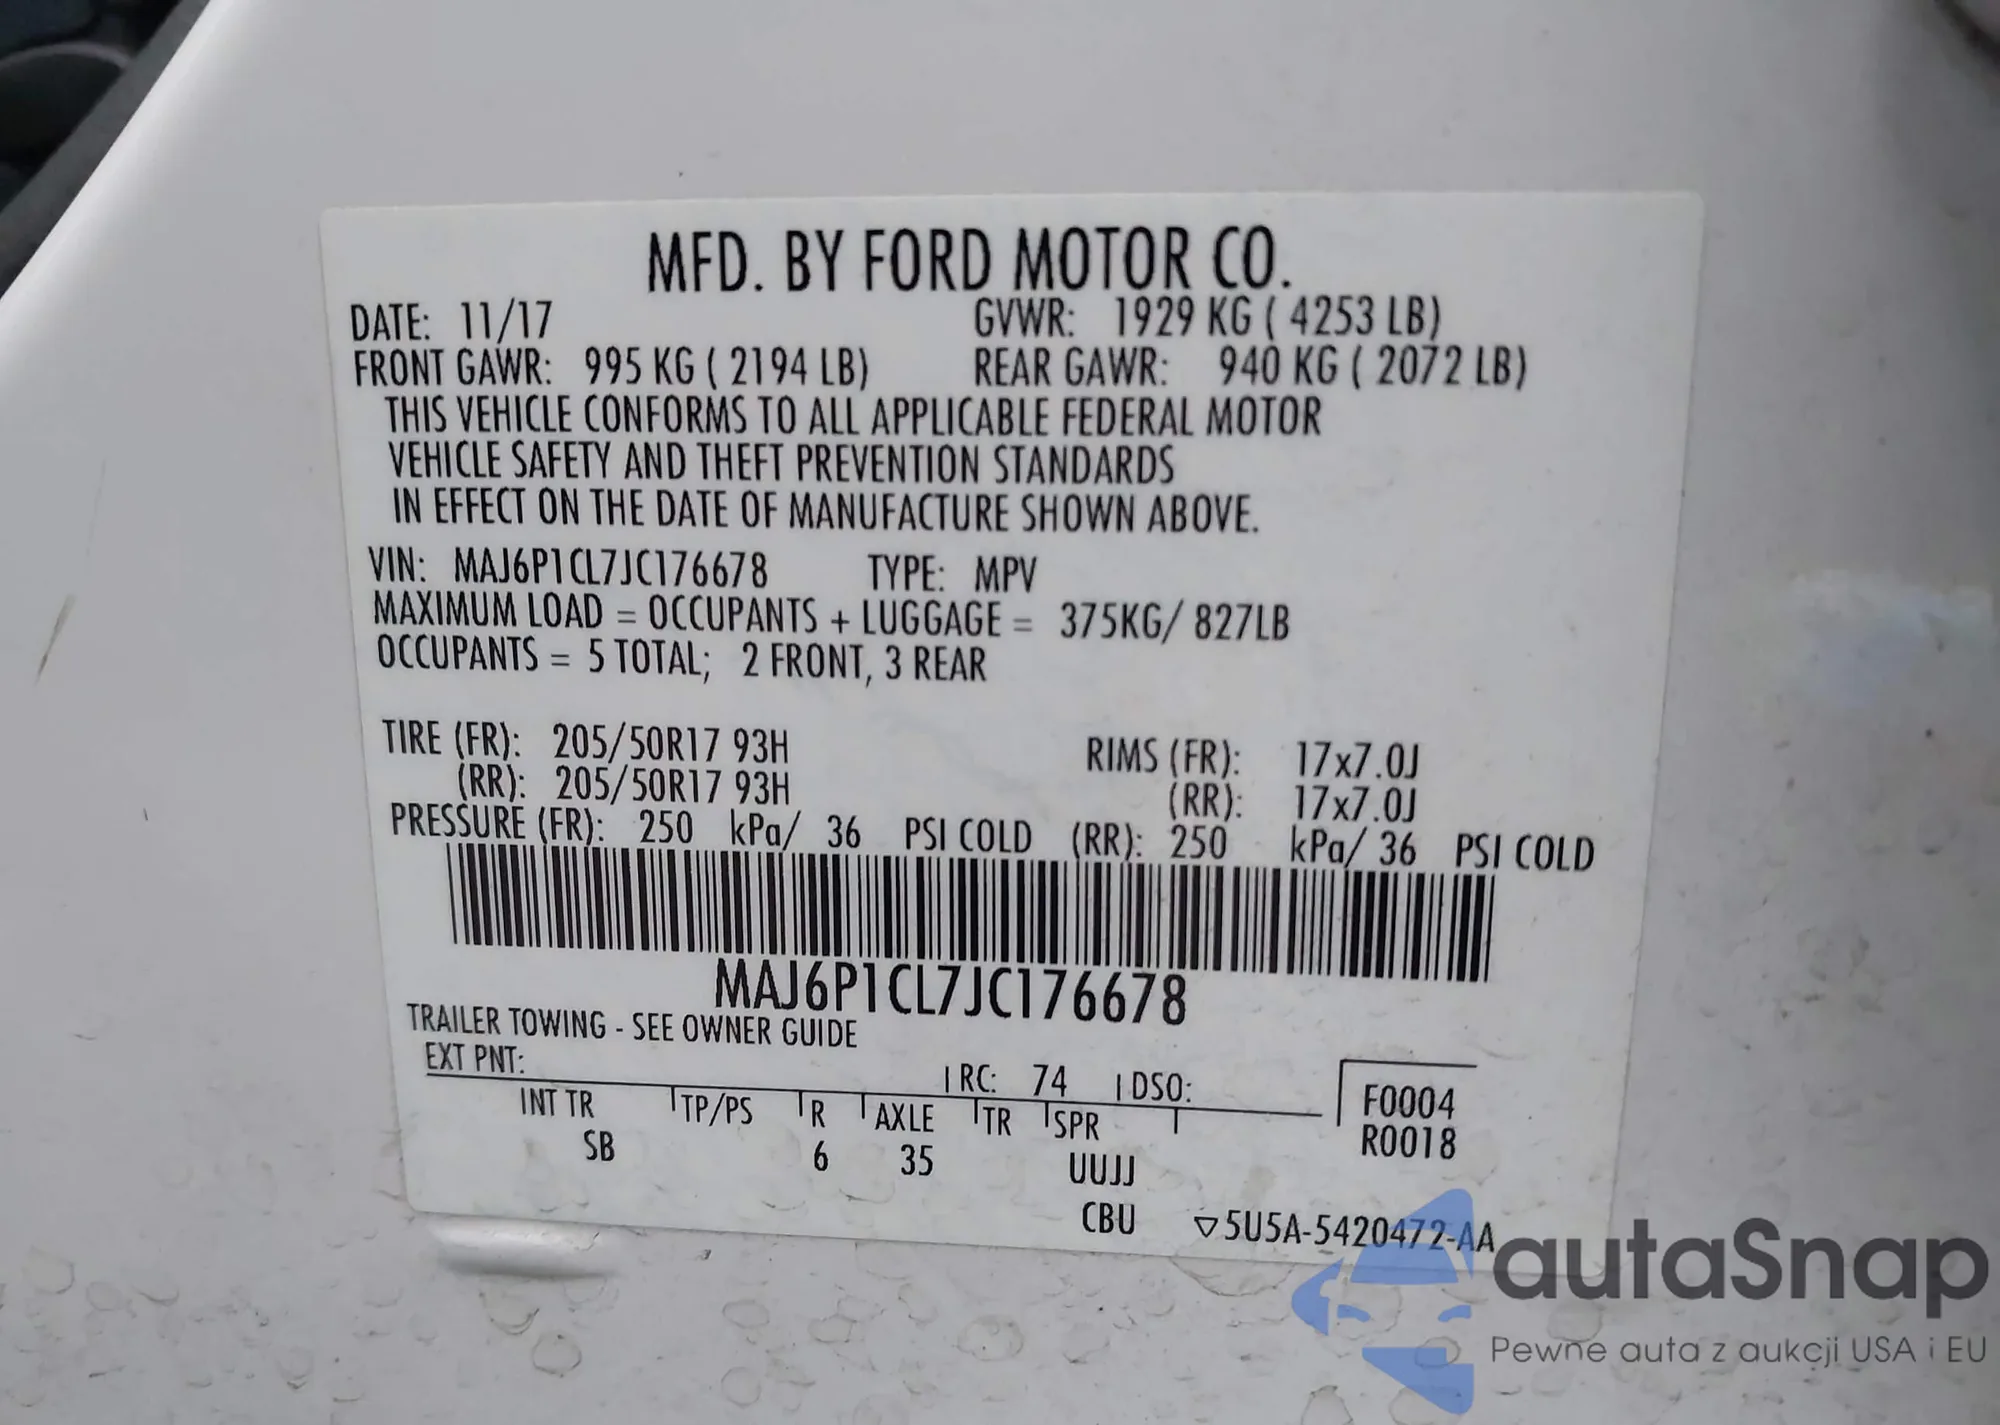 MFD. BY FORD MOTOR CO.
DATE: 11/17 GVWR: 1929 KG ( 4253 LB)
FRONT GAWR: 995 KG ( 2194 LB) REAR GAWR: 940 KG ( 2072 LB)
THIS VEHICLE CONFORMS TO ALL APPLICABLE FEDERAL MOTOR
VEHICLE SAFETY AND THEFT PREVENTION STANDARDS
IN EFFECT ON THE DATE OF MANUFACTURE SHOWN ABOVE.
VIN: MAJ6P1CL7JC176678 TYPE: MPV
MAXIMUM LOAD = OCCUPANTS + LUGGAGE = 375KG/ 827LB
OCCUPANTS = 5 TOTAL; 2 FRONT, 3 REAR
TIRE (FR): 205/50R17 93H RIMS (FR): 17x7.0J
(RR): 205/50R17 93H (RR): 17x7.0J
PRESSURE (FR): 250 kPa/ 36 PSI COLD (RR): 250 kPa/ 36 PSI COLD
MAJ6P1CL7JC176678
TRAILER TOWING - SEE OWNER GUIDE
EXT PNT: RC: 74 DSO:
INT TR TP/PS R AXLE TR SPR F0004
SB 6 35 UUJJ R0018
CBU ▽5U5A-5420472-AA
autaSnap
Pewne auta z aukcji USA i EU